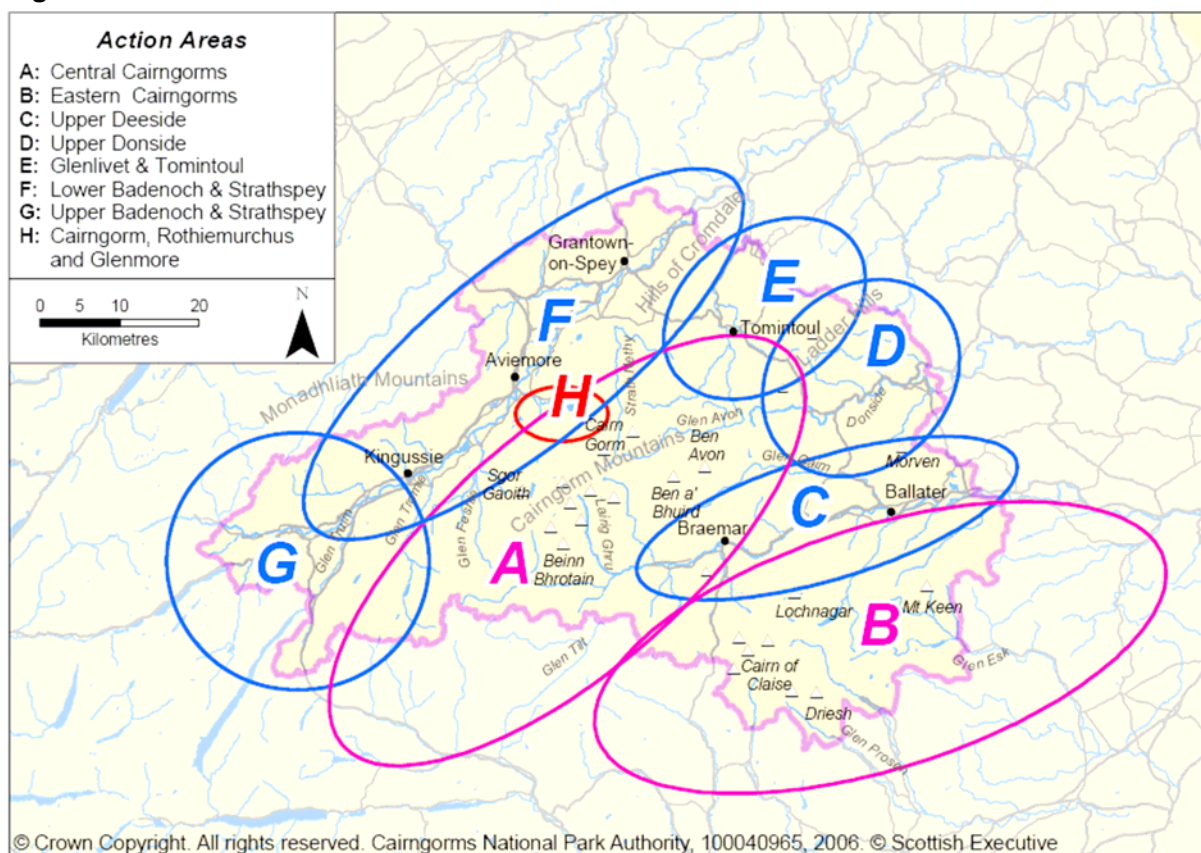 Action Areas
A: Central Cairngorms
B: Eastern Cairngorms
C: Upper Deeside
D: Upper Donside
E: Glenlivet & Tomintoul
F: Lower Badenoch & Strathspey
G: Upper Badenoch & Strathspey
H: Cairngorm, Rothiemurchus
and Glenmore
0 10 20
Kilometres
N
Grantown-
on-Spey
Hills of Cromdale
E
Tomintoul
Ladder Hills
F
D
Aviemore
Strath Nethy
Monadhliath Mountains
H
Donside
Glen Avon
Cairn
Gorm
Ben
Avon
Kingussie
Glen Cairn
Morven
Sgor
Gaoith
Cairngorm Mountains
Ben a'
Bhuird
Ballater
C
Glen Tromie
Glen Feshie
Lairig Ghru
Braemar
Glen Truim
G
A
Beinn
Bhrotain
Lochnagar
Mt Keen
B
Glen Tilt
Glen Esk
Cairn of
Claise
Driesh
Glen Prosen
© Crown Copyright. All rights reserved. Cairngorms National Park Authority, 100040965, 2006. © Scottish Executive